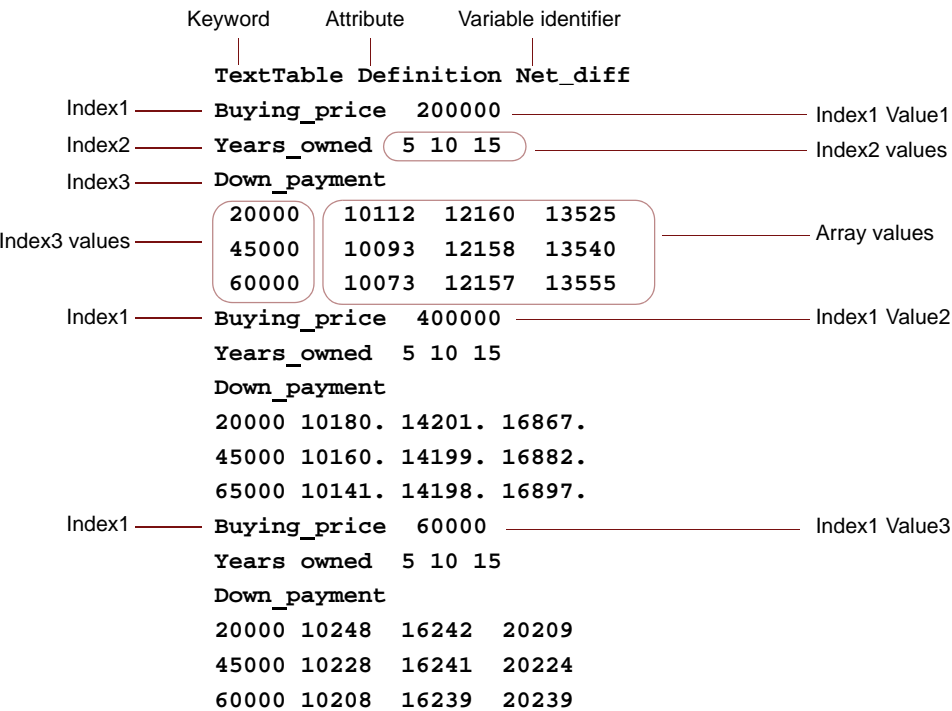 Keyword Attribute Variable identifier
TextTable Definition Net_diff
Index1 Buying_price 200000 Index1 Value1
Index2 Years_owned 5 10 15 Index2 values
Index3 Down_payment
20000 10112 12160 13525
Index3 values 45000 10093 12158 13540 Array values
60000 10073 12157 13555
Index1 Buying_price 400000 Index1 Value2
Years_owned 5 10 15
Down_payment
20000 10180. 14201. 16867.
45000 10160. 14199. 16882.
65000 10141. 14198. 16897.
Index1 Buying_price 60000 Index1 Value3
Years owned 5 10 15
Down_payment
20000 10248 16242 20209
45000 10228 16241 20224
60000 10208 16239 20239